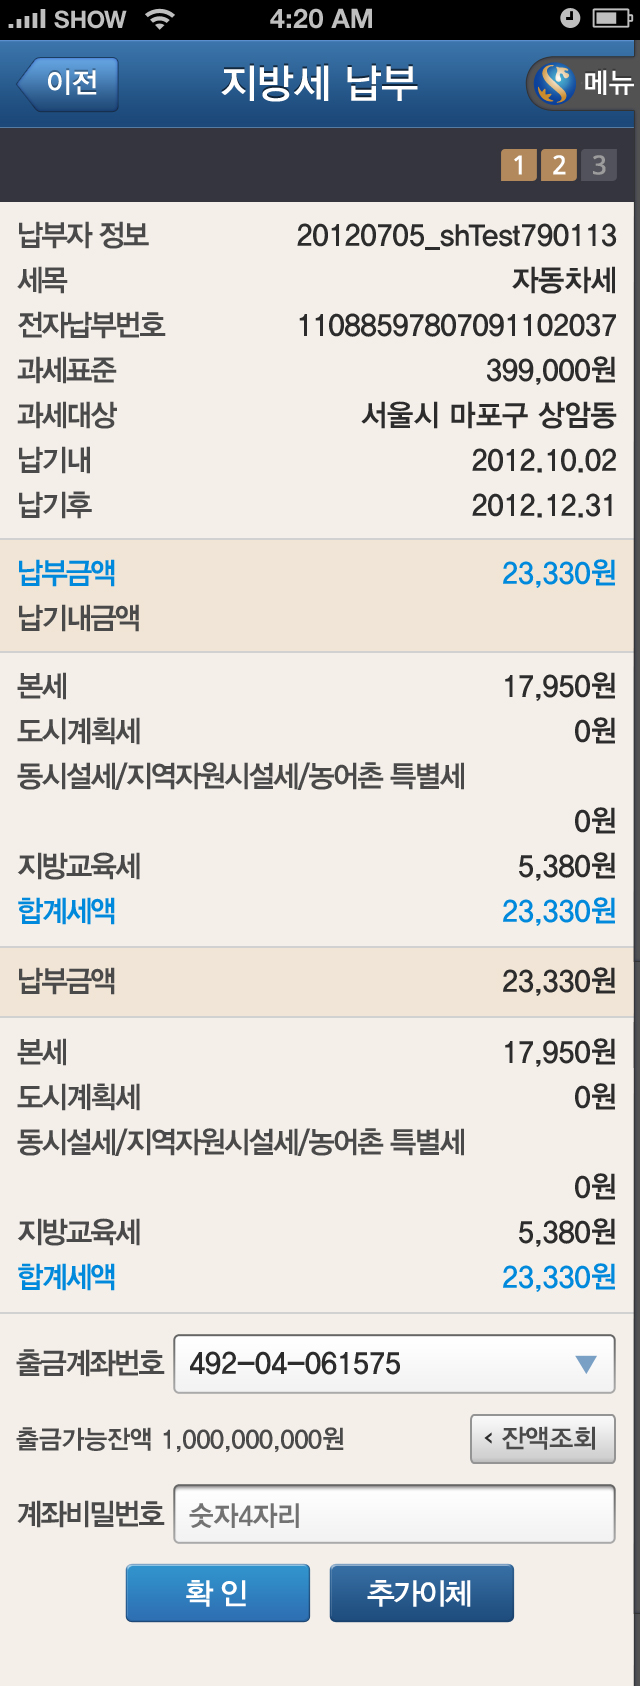 SHOW 4:20 AM
이전 지방세 납부 메뉴
1 2 3
납부자 정보 20120705_shTest790113
세목 자동차세
전자납부번호 11088597807091102037
과세표준 399,000원
과세대상 서울시 마포구 상암동
납기내 2012.10.02
납기후 2012.12.31
납부금액 23,330원
납기내금액
본세 17,950원
도시계획세 0원
동시설세/지역자원시설세/농어촌 특별세
0원
지방교육세 5,380원
합계세액 23,330원
납부금액 23,330원
본세 17,950원
도시계획세 0원
동시설세/지역자원시설세/농어촌 특별세
0원
지방교육세 5,380원
합계세액 23,330원
출금계좌번호 492-04-061575
출금가능잔액 1,000,000,000원 < 잔액조회
계좌비밀번호 숫자4자리
확 인 추가이체